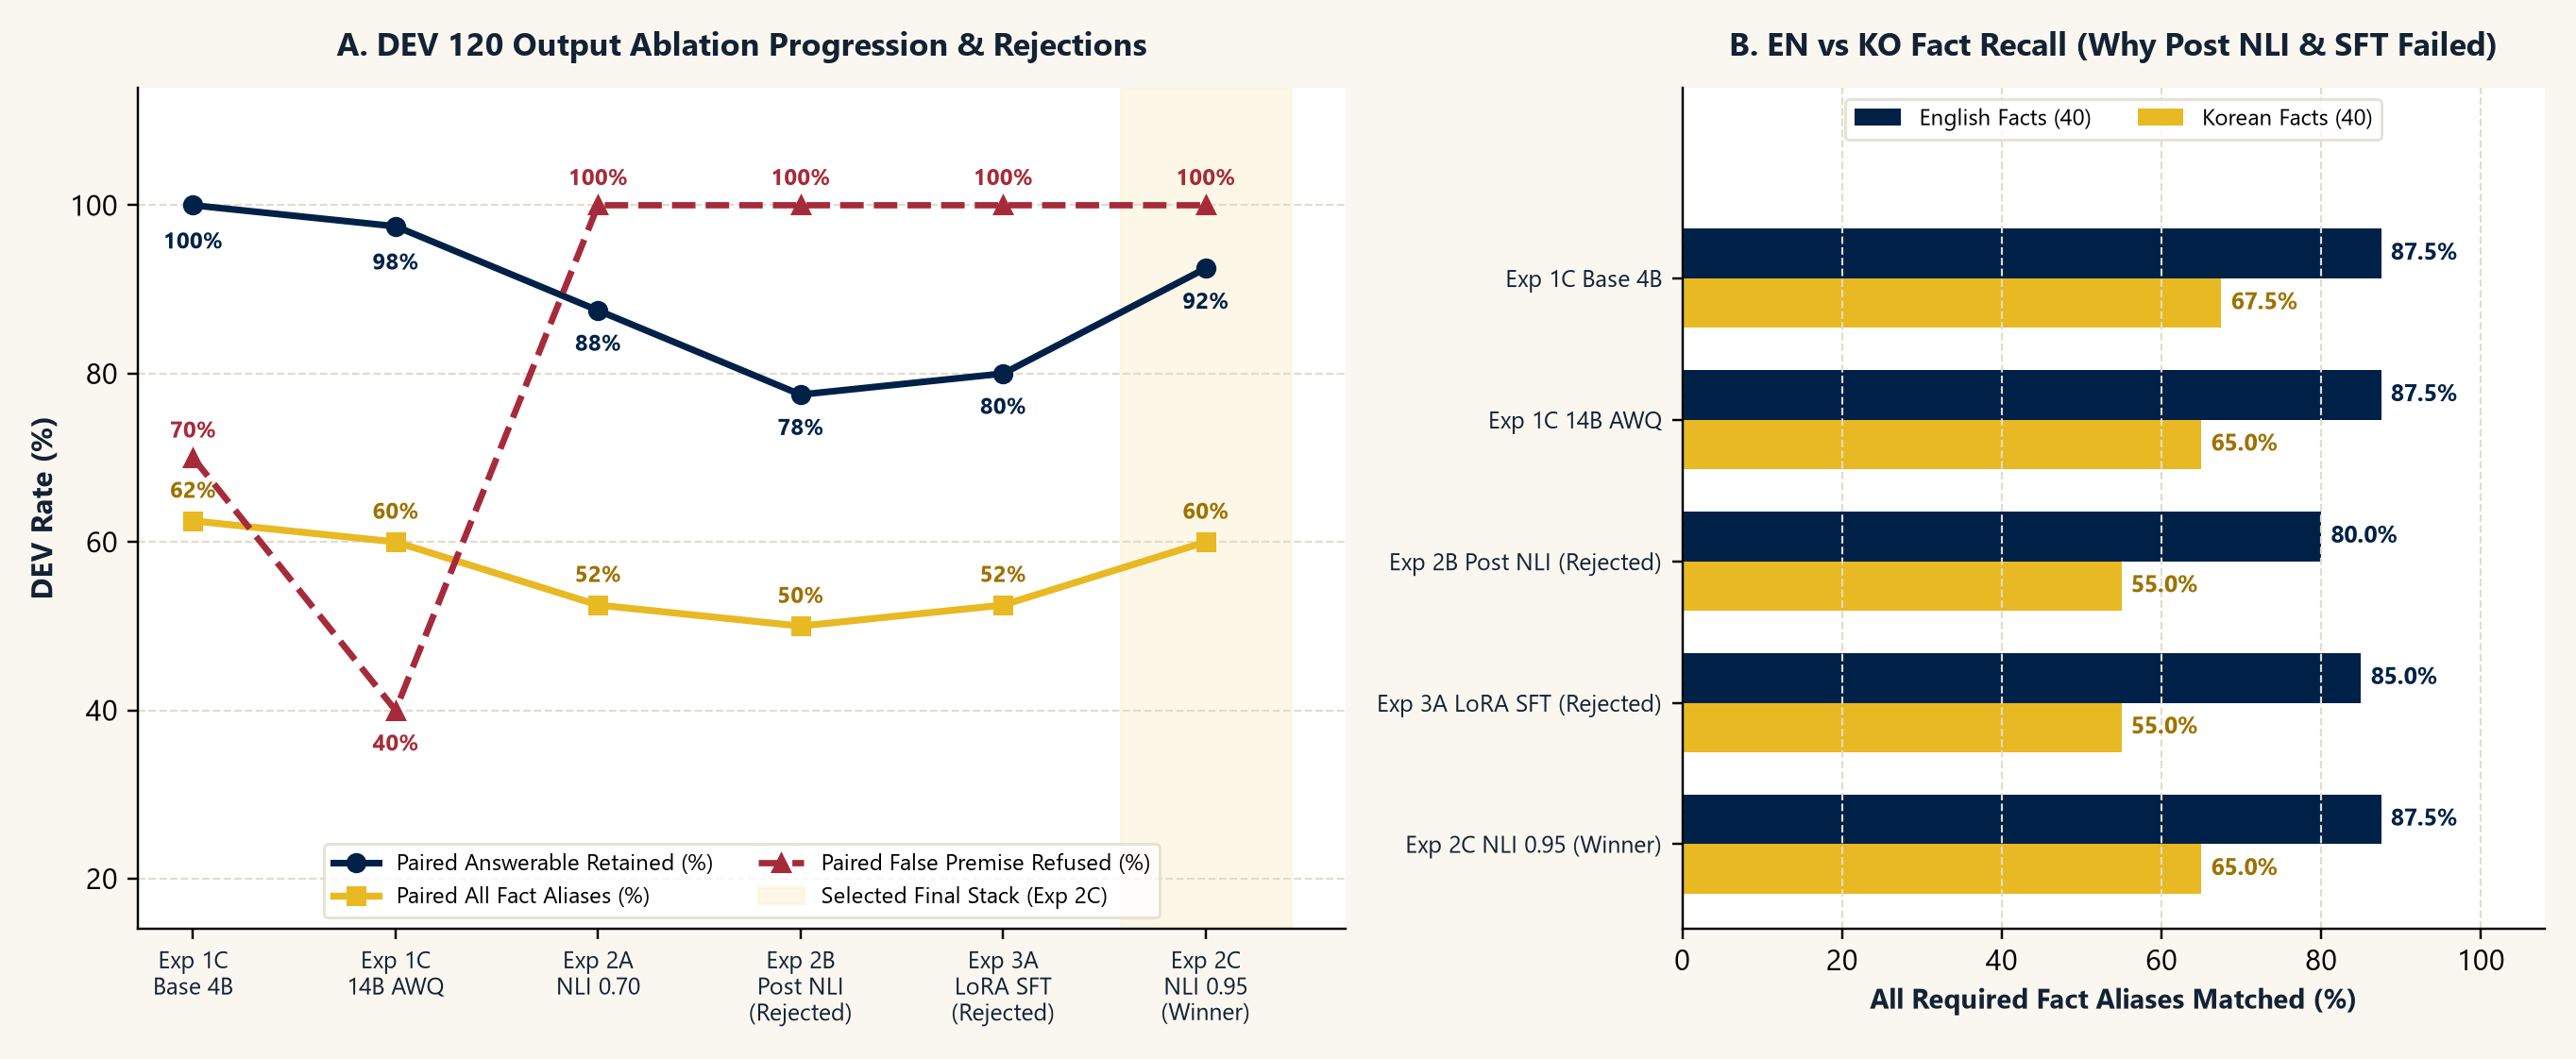 A. DEV 120 Output Ablation Progression & Rejections
DEV Rate (%)
100
80
60
40
20
100%
98%
88%
78%
80%
92%
70%
40%
100%
100%
100%
100%
62%
60%
52%
50%
52%
60%
Paired Answerable Retained (%)
Paired All Fact Aliases (%)
Paired False Premise Refused (%)
Selected Final Stack (Exp 2C)
Exp 1C
Base 4B
Exp 1C
14B AWQ
Exp 2A
NLI 0.70
Exp 2B
Post NLI
(Rejected)
Exp 3A
LoRA SFT
(Rejected)
Exp 2C
NLI 0.95
(Winner)
B. EN vs KO Fact Recall (Why Post NLI & SFT Failed)
English Facts (40)
Korean Facts (40)
Exp 1C Base 4B
87.5%
67.5%
Exp 1C 14B AWQ
87.5%
65.0%
Exp 2B Post NLI (Rejected)
80.0%
55.0%
Exp 3A LoRA SFT (Rejected)
85.0%
55.0%
Exp 2C NLI 0.95 (Winner)
87.5%
65.0%
0
20
40
60
80
100
All Required Fact Aliases Matched (%)